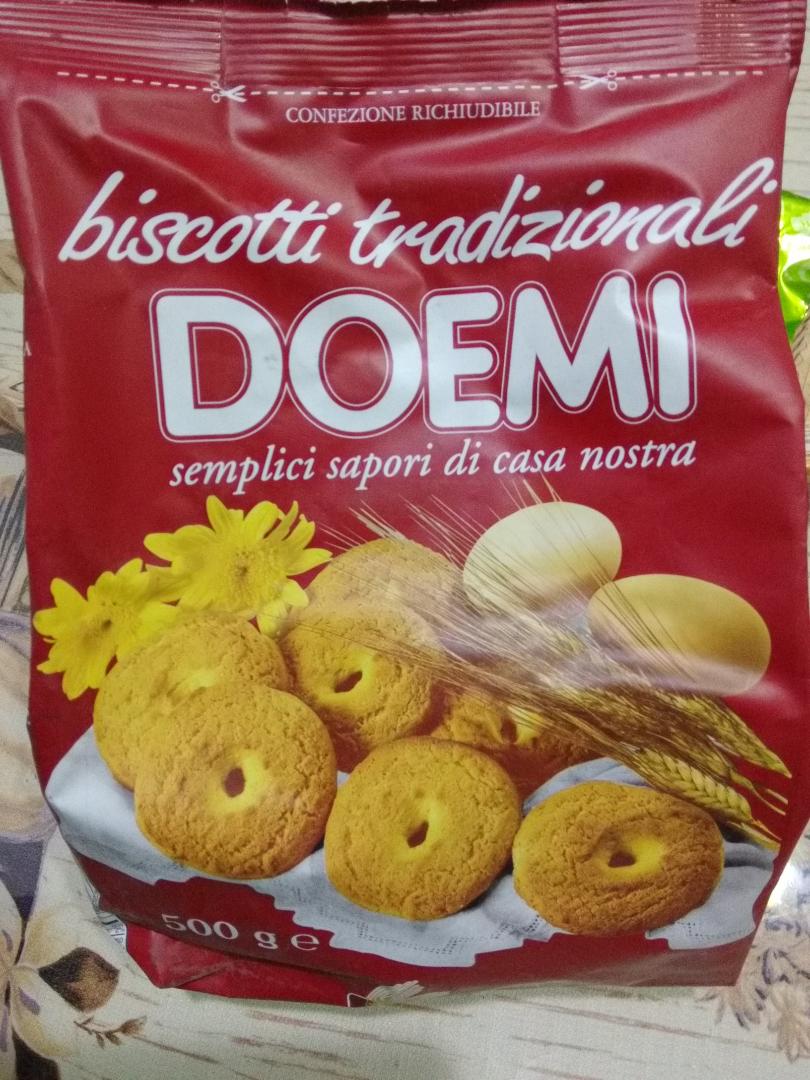 CONFEZIONE RICHIUDIBILE
biscotti tradizionali
DOEMI
semplici sapori di casa nostra
500 g e